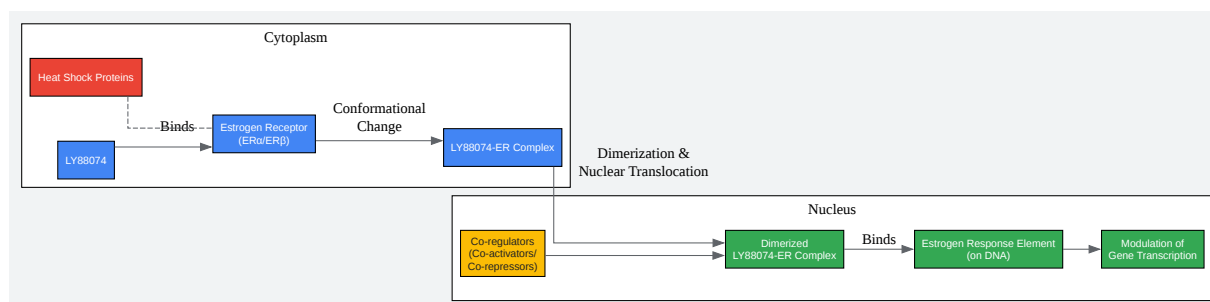 Cytoplasm
Heat Shock Proteins
Binds
Estrogen Receptor
(ERα/ERβ)
Conformational
Change
LY88074
LY88074-ER Complex
Dimerization &
Nuclear Translocation
Nucleus
Co-regulators
(Co-activators/
Co-repressors)
Dimerized
LY88074-ER Complex
Binds
Estrogen Response Element
(on DNA)
Modulation of
Gene Transcription